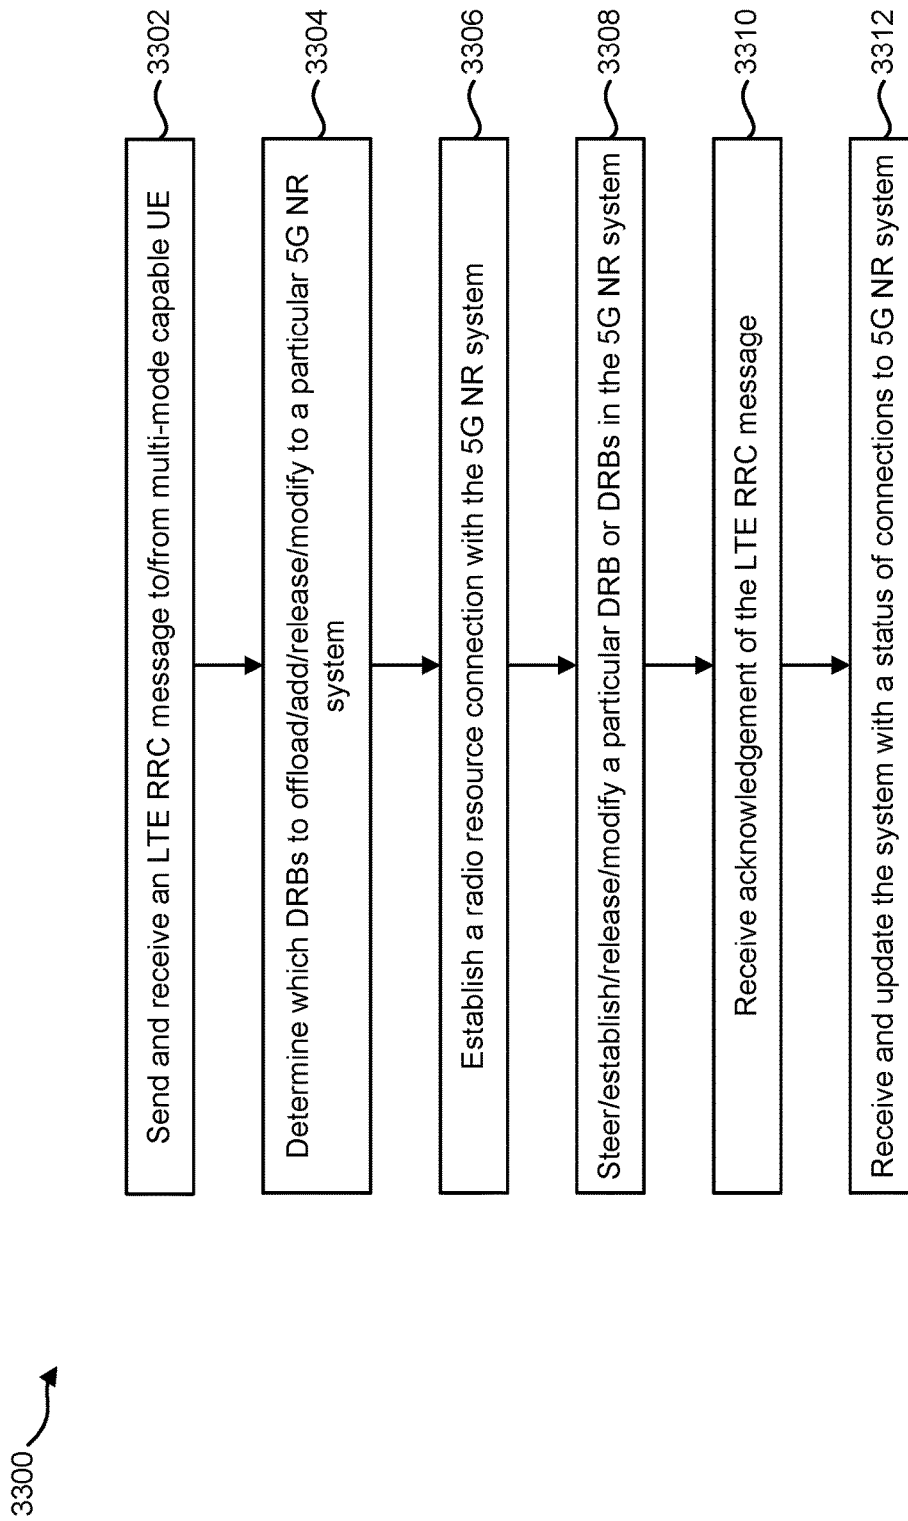 3300
Send and receive an LTE RRC message to/from multi-mode capable UE
3302
Determine which DRBs to offload/add/release/modify to a particular 5G NR
system
3304
Establish a radio resource connection with the 5G NR system
3306
Steer/establish/release/modify a particular DRB or DRBs in the 5G NR system
3308
Receive acknowledgement of the LTE RRC message
3310
Receive and update the system with a status of connections to 5G NR system
3312